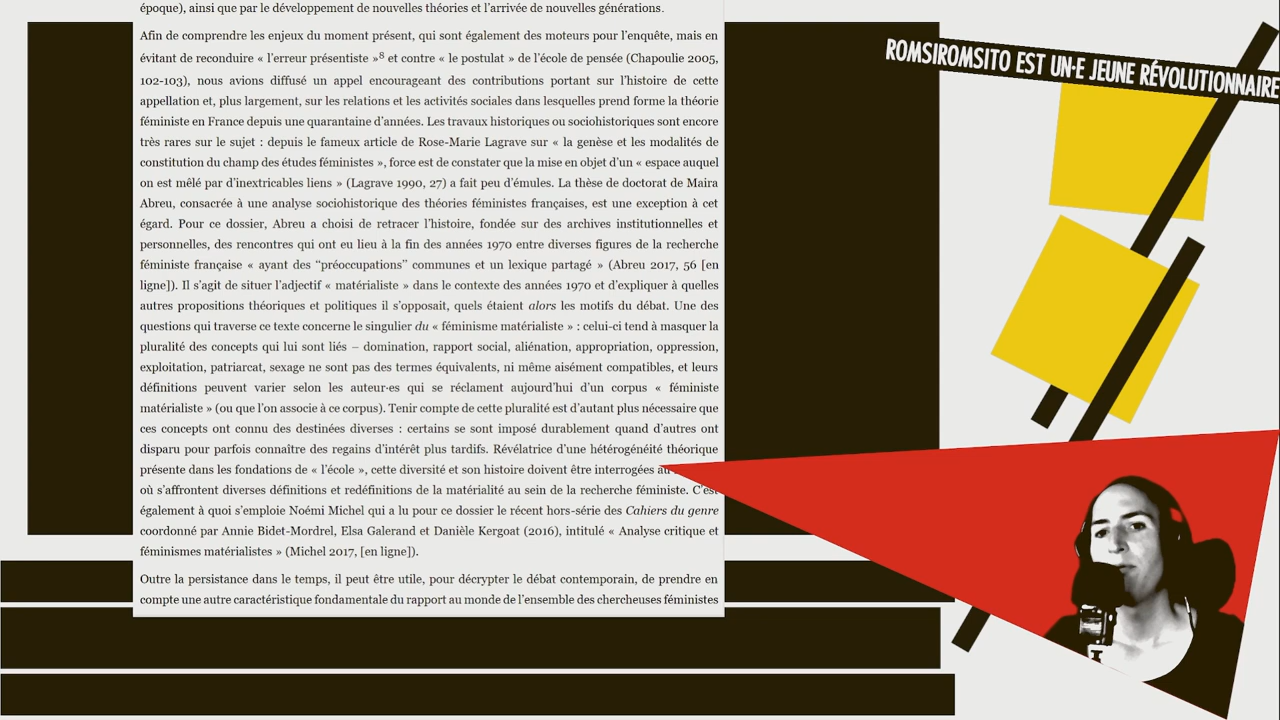 époque), ainsi que par le développement de nouvelles théories et l'arrivée de nouvelles générations.
Afin de comprendre les enjeux du moment présent, qui sont également des moteurs pour l'enquête, mais en
évitant de reconduire « l'erreur présentiste »8 et contre « le postulat » de l'école de pensée (Chapoulie 2005,
102-103), nous avions diffusé un appel encourageant des contributions portant sur l'histoire de cette
appellation et, plus largement, sur les relations et les activités sociales dans lesquelles prend forme la théorie
féministe en France depuis une quarantaine d'années. Les travaux historiques ou sociohistoriques sont encore
très rares sur le sujet : depuis le fameux article de Rose-Marie Lagrave sur « la genèse et les modalités de
constitution du champ des études féministes », force est de constater que la mise en objet d'un « espace auquel
on est mêlé par d'inextricables liens » (Lagrave 1990, 27) a fait peu d'émules. La thèse de doctorat de Maira
Abreu, consacrée à une analyse sociohistorique des théories féministes françaises, est une exception à cet
égard. Pour ce dossier, Abreu a choisi de retracer l'histoire, fondée sur des archives institutionnelles et
personnelles, des rencontres qui ont eu lieu à la fin des années 1970 entre diverses figures de la recherche
féministe française « ayant des “préoccupations” communes et un lexique partagé » (Abreu 2017, 56 [en
ligne]). Il s'agit de situer l'adjectif « matérialiste » dans le contexte des années 1970 et d'expliquer à quelles
autres propositions théoriques et politiques il s'opposait, quels étaient alors les motifs du débat. Une des
questions qui traverse ce texte concerne le singulier du « féminisme matérialiste » : celui-ci tend à masquer la
pluralité des concepts qui lui sont liés – domination, rapport social, aliénation, appropriation, oppression,
exploitation, patriarcat, sexage ne sont pas des termes équivalents, ni même aisément compatibles, et leurs
définitions peuvent varier selon les auteur·es qui se réclament aujourd'hui d'un corpus « féministe
matérialiste » (ou que l'on associe à ce corpus). Tenir compte de cette pluralité est d'autant plus nécessaire que
ces concepts ont connu des destinées diverses : certains se sont imposé durablement quand d'autres ont
disparu pour parfois connaître des regains d'intérêt plus tardifs. Révélatrice d'une hétérogénéité théorique
présente dans les fondations de « l'école », cette diversité et son histoire doivent être interrogées
où s'affrontent diverses définitions et redéfinitions de la matérialité au sein de la recherche féministe. C'est
également à quoi s'emploie Noémi Michel qui a lu pour ce dossier le récent hors-série des Cahiers du genre
coordonné par Annie Bidet-Mordrel, Elsa Galerand et Danièle Kergoat (2016), intitulé « Analyse critique et
féminismes matérialistes » (Michel 2017, [en ligne]).
Outre la persistance dans le temps, il peut être utile, pour décrypter le débat contemporain, de prendre en
compte une autre caractéristique fondamentale du rapport au monde de l'ensemble des chercheuses féministes
ROMSIROMSITO EST UN·E JEUNE RÉVOLUTIONNAIRE